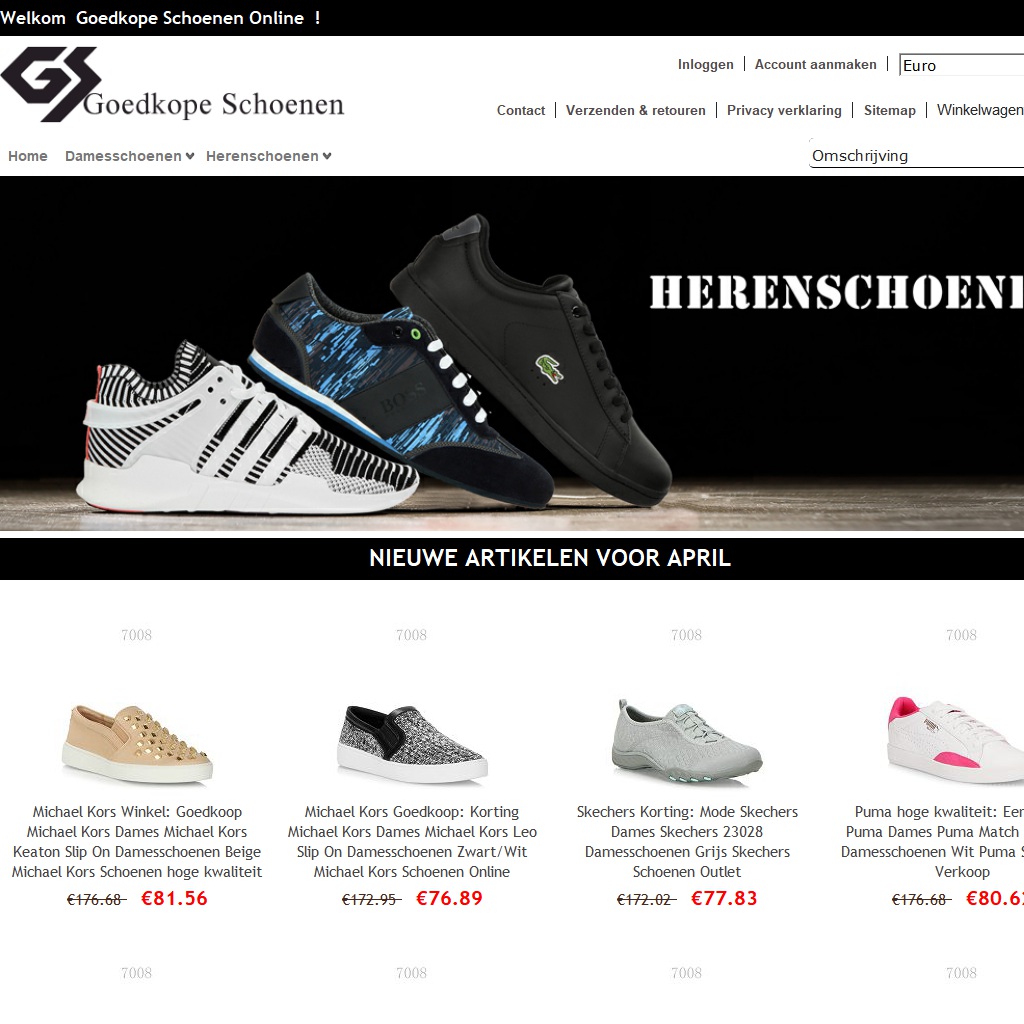 Welkom Goedkope Schoenen Online !
Inloggen Account aanmaken Euro
GS Goedkope Schoenen
Contact Verzenden & retouren Privacy verklaring Sitemap Winkelwagen
Home Damesschoenen Herenschoenen Omschrijving
HERENSCHOEN
BOSS
NIEUWE ARTIKELEN VOOR APRIL
7008 7008 7008 7008
Michael Kors Winkel: Goedkoop
Michael Kors Dames Michael Kors
Keaton Slip On Damesschoenen Beige
Michael Kors Schoenen hoge kwaliteit
€176.68 €81.56
Michael Kors Goedkoop: Korting
Michael Kors Dames Michael Kors Leo
Slip On Damesschoenen Zwart/Wit
Michael Kors Schoenen Online
€172.95 €76.89
Skechers Korting: Mode Skechers
Dames Skechers 23028
Damesschoenen Grijs Skechers
Schoenen Outlet
€172.02 €77.83
Puma hoge kwaliteit:
Puma Dames Puma Match
Damesschoenen Wit Puma
Verkoop
€176.68
7008 7008 7008 7008